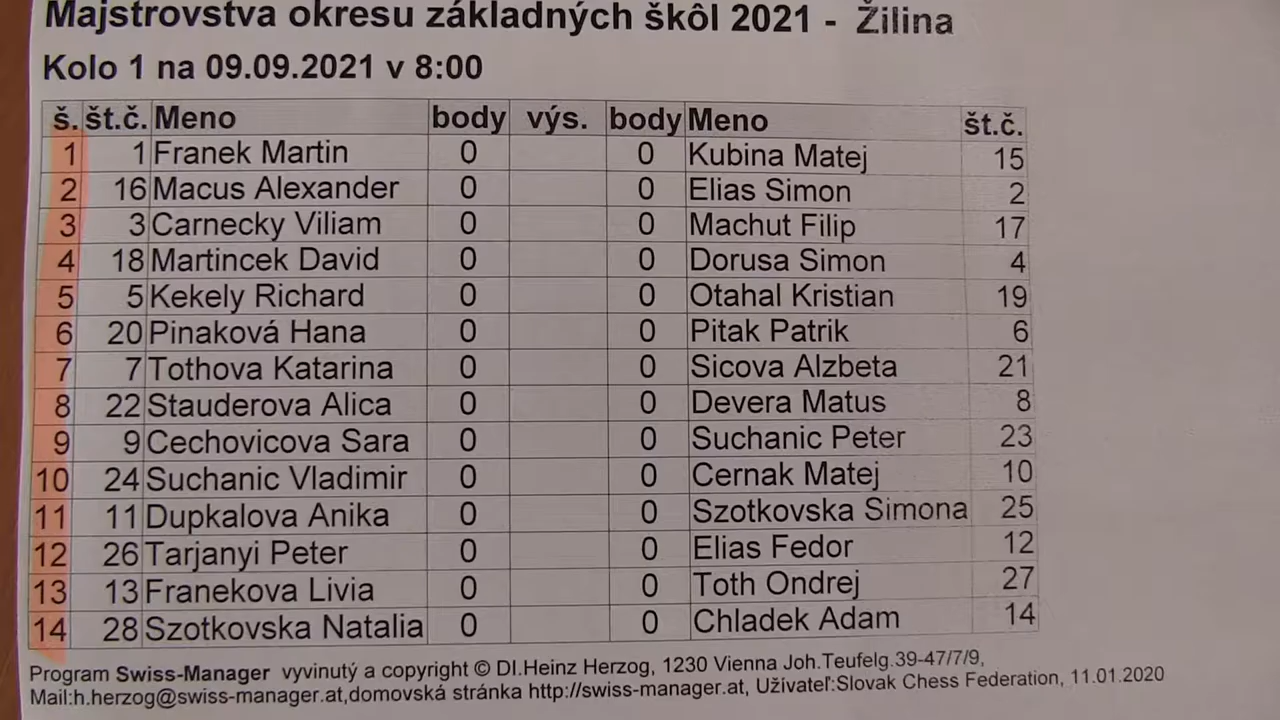 Majstrovstva okresu základných škôl 2021 - Žilina
Kolo 1 na 09.09.2021 v 8:00
š. št.č. Meno body výs. body Meno št.č.
1 1 Franek Martin 0 0 Kubina Matej 15
2 16 Macus Alexander 0 0 Elias Simon 2
3 3 Carnecky Viliam 0 0 Machut Filip 17
4 18 Martincek David 0 0 Dorusa Simon 4
5 5 Kekely Richard 0 0 Otahal Kristian 19
6 20 Pinaková Hana 0 0 Pitak Patrik 6
7 7 Tothova Katarina 0 0 Sicova Alzbeta 21
8 22 Stauderova Alica 0 0 Devera Matus 8
9 9 Cechovicova Sara 0 0 Suchanic Peter 23
10 24 Suchanic Vladimir 0 0 Cernak Matej 10
11 11 Dupkalova Anika 0 0 Szotkovska Simona 25
12 26 Tarjanyi Peter 0 0 Elias Fedor 12
13 13 Franekova Livia 0 0 Toth Ondrej 27
14 28 Szotkovska Natalia 0 0 Chladek Adam 14
Program Swiss-Manager vyvinutý a copyright © DI.Heinz Herzog, 1230 Vienna Joh.Teufelg.39-47/7/9,
Mail:h.herzog@swiss-manager.at,domovská stránka http://swiss-manager.at, Užívateľ:Slovak Chess Federation, 11.01.2020